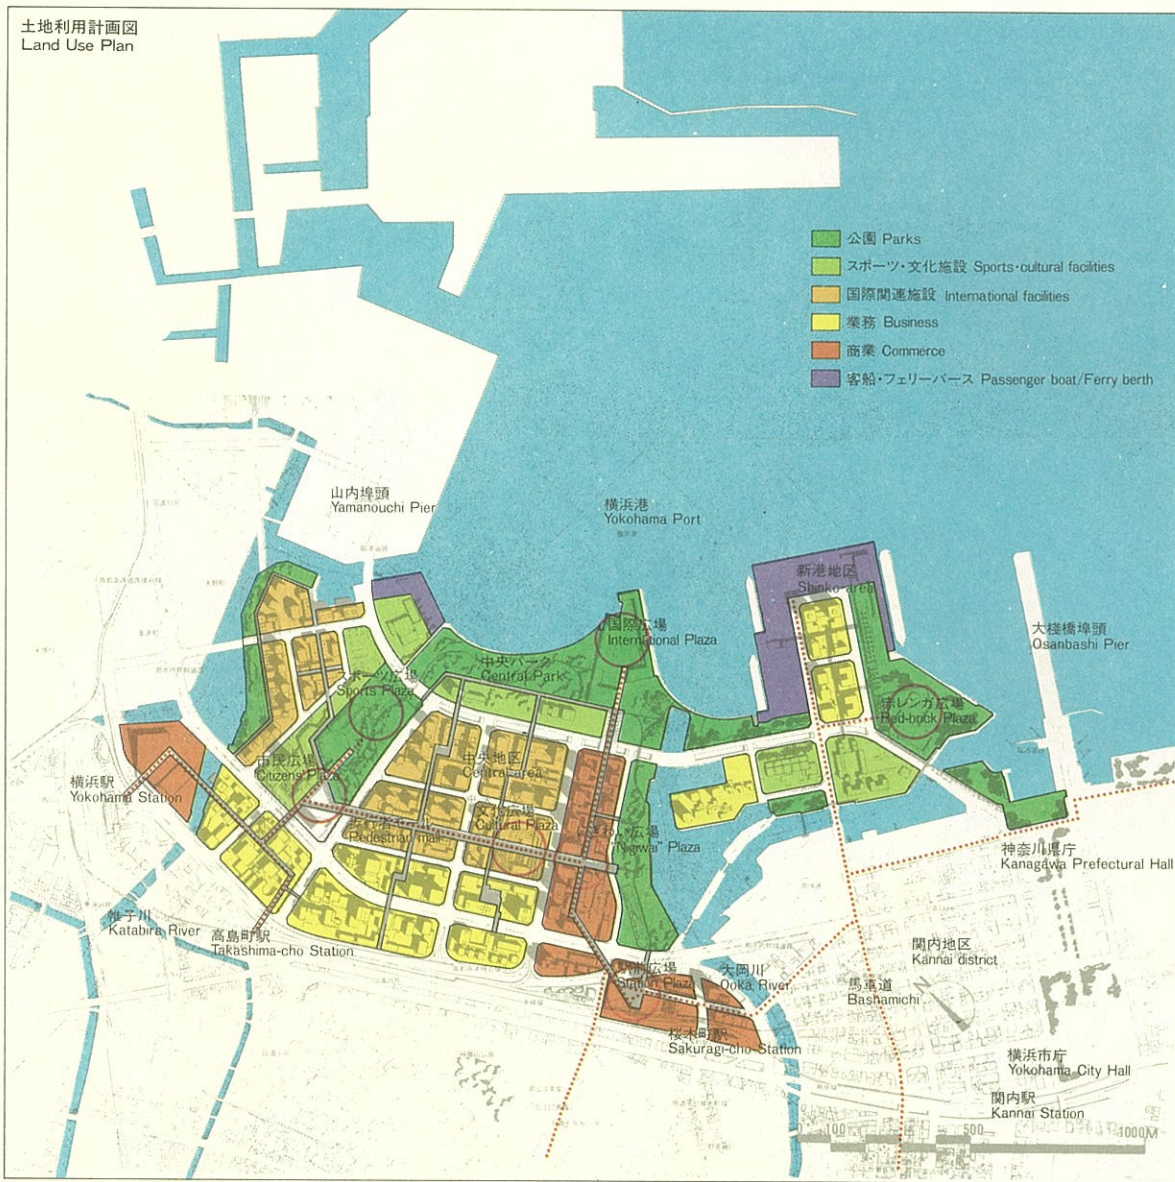 土地利用計画図
Land Use Plan
公園 Parks
スポーツ・文化施設 Sports・cultural facilities
国際関連施設 International facilities
業務 Business
商業 Commerce
客船・フェリーバース Passenger boat/Ferry berth
山内埠頭
Yamanouchi Pier
横浜港
Yokohama Port
新港地区
Shinko-area
国際広場
International Plaza
大棧橋埠頭
Osanbashi Pier
中央パーク
Central Park
スポーツ広場
Sports Plaza
赤レンガ広場
Red-brick Plaza
市民広場
Citizens' Plaza
中央地区
Central area
横浜駅
Yokohama Station
文化広場
Cultural Plaza
Pedestrian mall
にぎわい広場
"Nigiwai" Plaza
神奈川県庁
Kanagawa Prefectural Hall
帷子川
Katabira River
高島町駅
Takashima-cho Station
関内地区
Kannai district
駅前広場
Station Plaza
大岡川
Ooka River
馬車道
Bashamichi
N
桜木町駅
Sakuragi-cho Station
横浜市庁
Yokohama City Hall
関内駅
Kannai Station
0 100 500 1000M